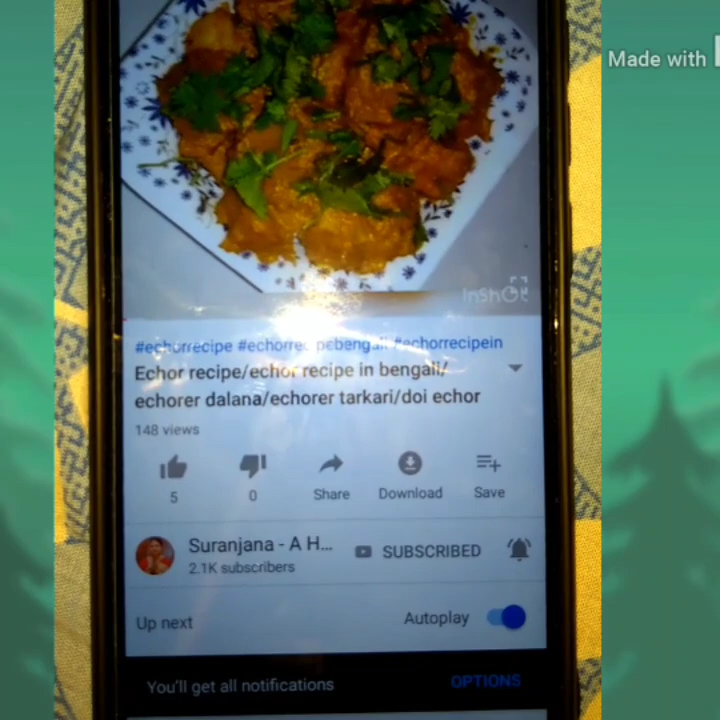 Made with
InShOt
#echorrecipe #echorrec pebengali #echorrecipein
Echor recipe/echor recipe in bengali/
echorer dalana/echorer tarkari/doi echor
148 views
5
0
Share
Download
Save
Suranjana - A H...
SUBSCRIBED
2.1K subscribers
Up next
Autoplay
You'll get all notifications
OPTIONS